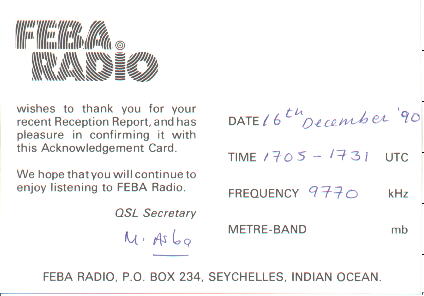 FEBA
RADIO
wishes to thank you for your
recent Reception Report, and has
pleasure in confirming it with
this Acknowledgement Card.
We hope that you will continue to
enjoy listening to FEBA Radio.
QSL Secretary
M. Asba
DATE 16th December '90
TIME 1705 - 1731 UTC
FREQUENCY 9770 kHz
METRE-BAND mb
FEBA RADIO, P.O. BOX 234, SEYCHELLES, INDIAN OCEAN.